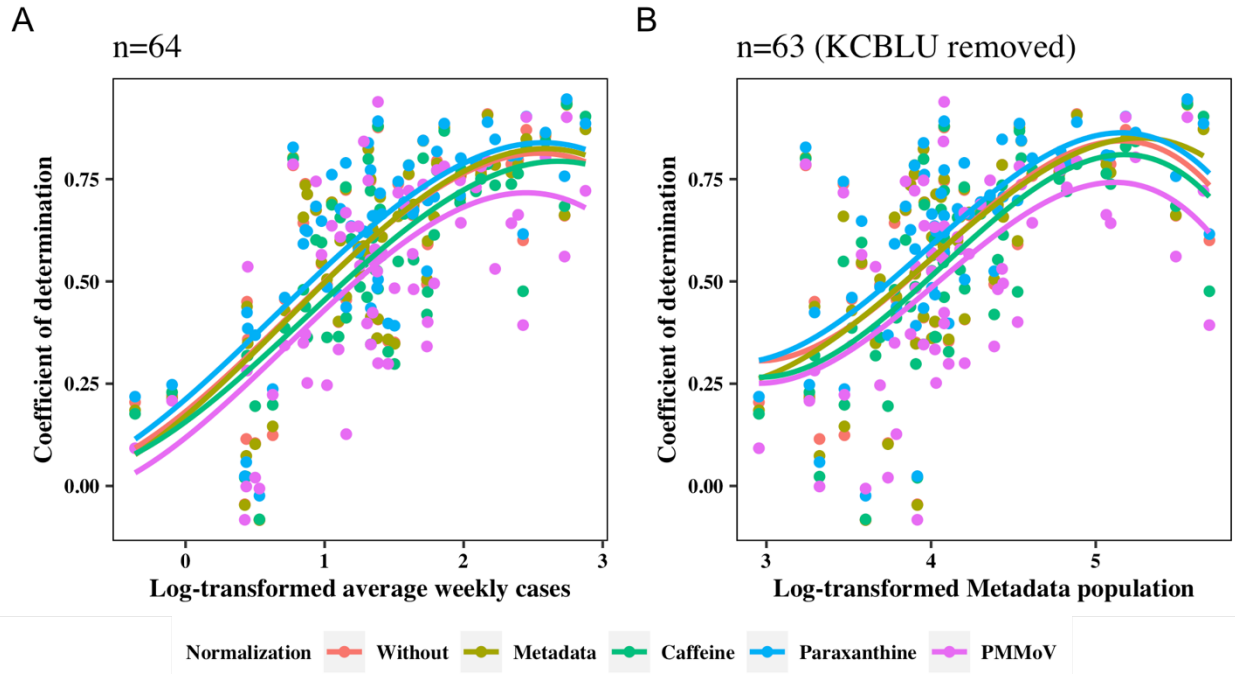 A
n=64
Coefficient of determination
0.75
0.50
0.25
0.00
0 1 2 3
Log-transformed average weekly cases
B
n=63 (KCBLU removed)
Coefficient of determination
0.75
0.50
0.25
0.00
3 4 5
Log-transformed Metadata population
Normalization Without Metadata Caffeine Paraxanthine PMMoV